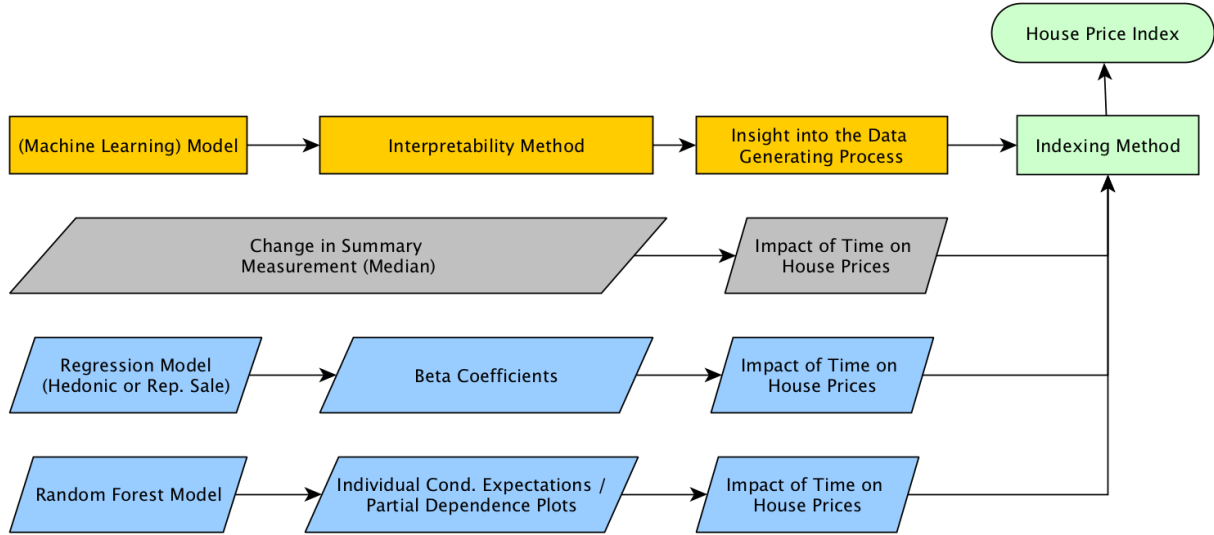 House Price Index
(Machine Learning) Model
Interpretability Method
Insight into the Data
Generating Process
Indexing Method
Change in Summary
Measurement (Median)
Impact of Time on
House Prices
Regression Model
(Hedonic or Rep. Sale)
Beta Coefficients
Impact of Time on
House Prices
Random Forest Model
Individual Cond. Expectations /
Partial Dependence Plots
Impact of Time on
House Prices